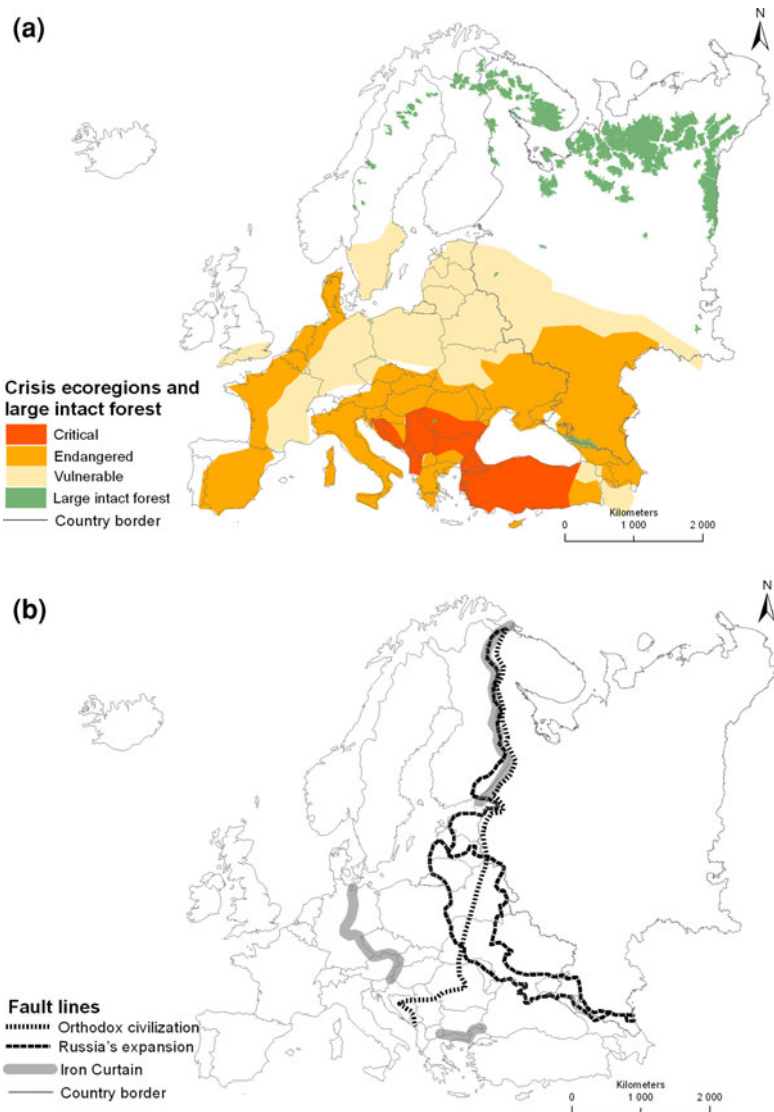 (a)
N
Crisis ecoregions and
large intact forest
Critical
Endangered
Vulnerable
Large intact forest
Country border
Kilometers
0 1 000 2 000
(b)
N
Fault lines
Orthodox civilization
Russia's expansion
Iron Curtain
Country border
Kilometers
0 1 000 2 000